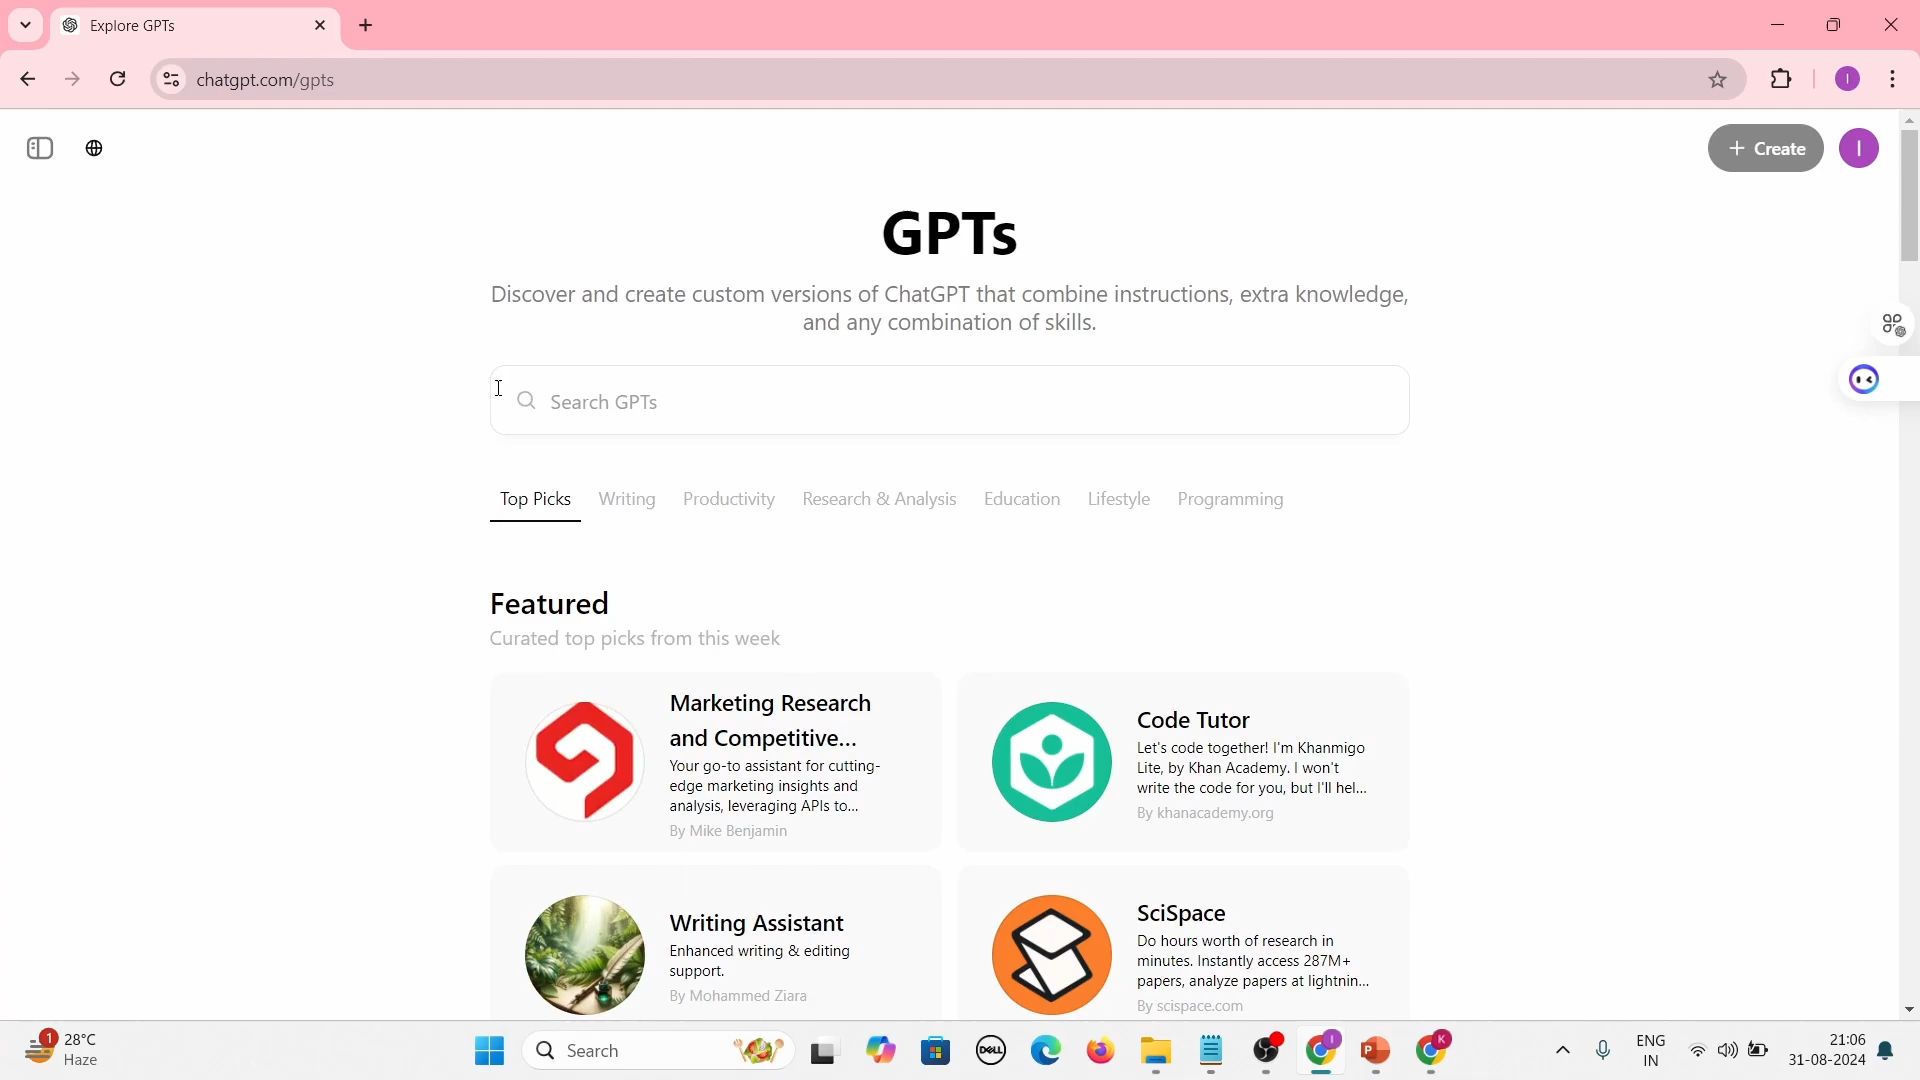 Explore GPTs
chatgpt.com/gpts
I
+ Create
I
GPTs
Discover and create custom versions of ChatGPT that combine instructions, extra knowledge,
and any combination of skills.
Search GPTs
Top Picks Writing Productivity Research & Analysis Education Lifestyle Programming
Featured
Curated top picks from this week
Marketing Research
and Competitive...
Your go-to assistant for cutting-
edge marketing insights and
analysis, leveraging APIs to...
By Mike Benjamin
Code Tutor
Let's code together! I'm Khanmigo
Lite, by Khan Academy. I won't
write the code for you, but I'll hel...
By khanacademy.org
Writing Assistant
Enhanced writing & editing
support.
By Mohammed Ziara
SciSpace
Do hours worth of research in
minutes. Instantly access 287M+
papers, analyze papers at lightnin...
By scispace.com
1
28°C
Haze
Search
DELL
I
P
K
ENG
IN
21:06
31-08-2024